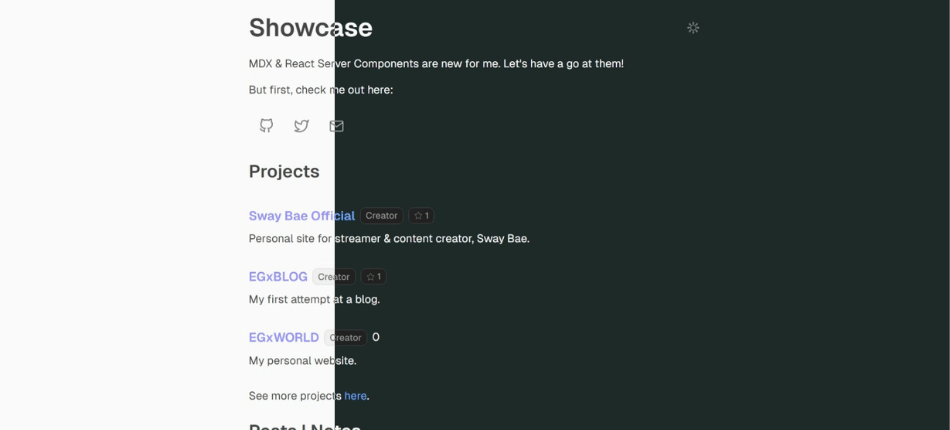 Showcase
MDX & React Server Components are new for me. Let's have a go at them!
But first, check me out here:
Projects
Sway Bae Official Creator 1
Personal site for streamer & content creator, Sway Bae.
EGxBLOG Creator 1
My first attempt at a blog.
EGxWORLD Creator 0
My personal website.
See more projects here.
Posts | Notes